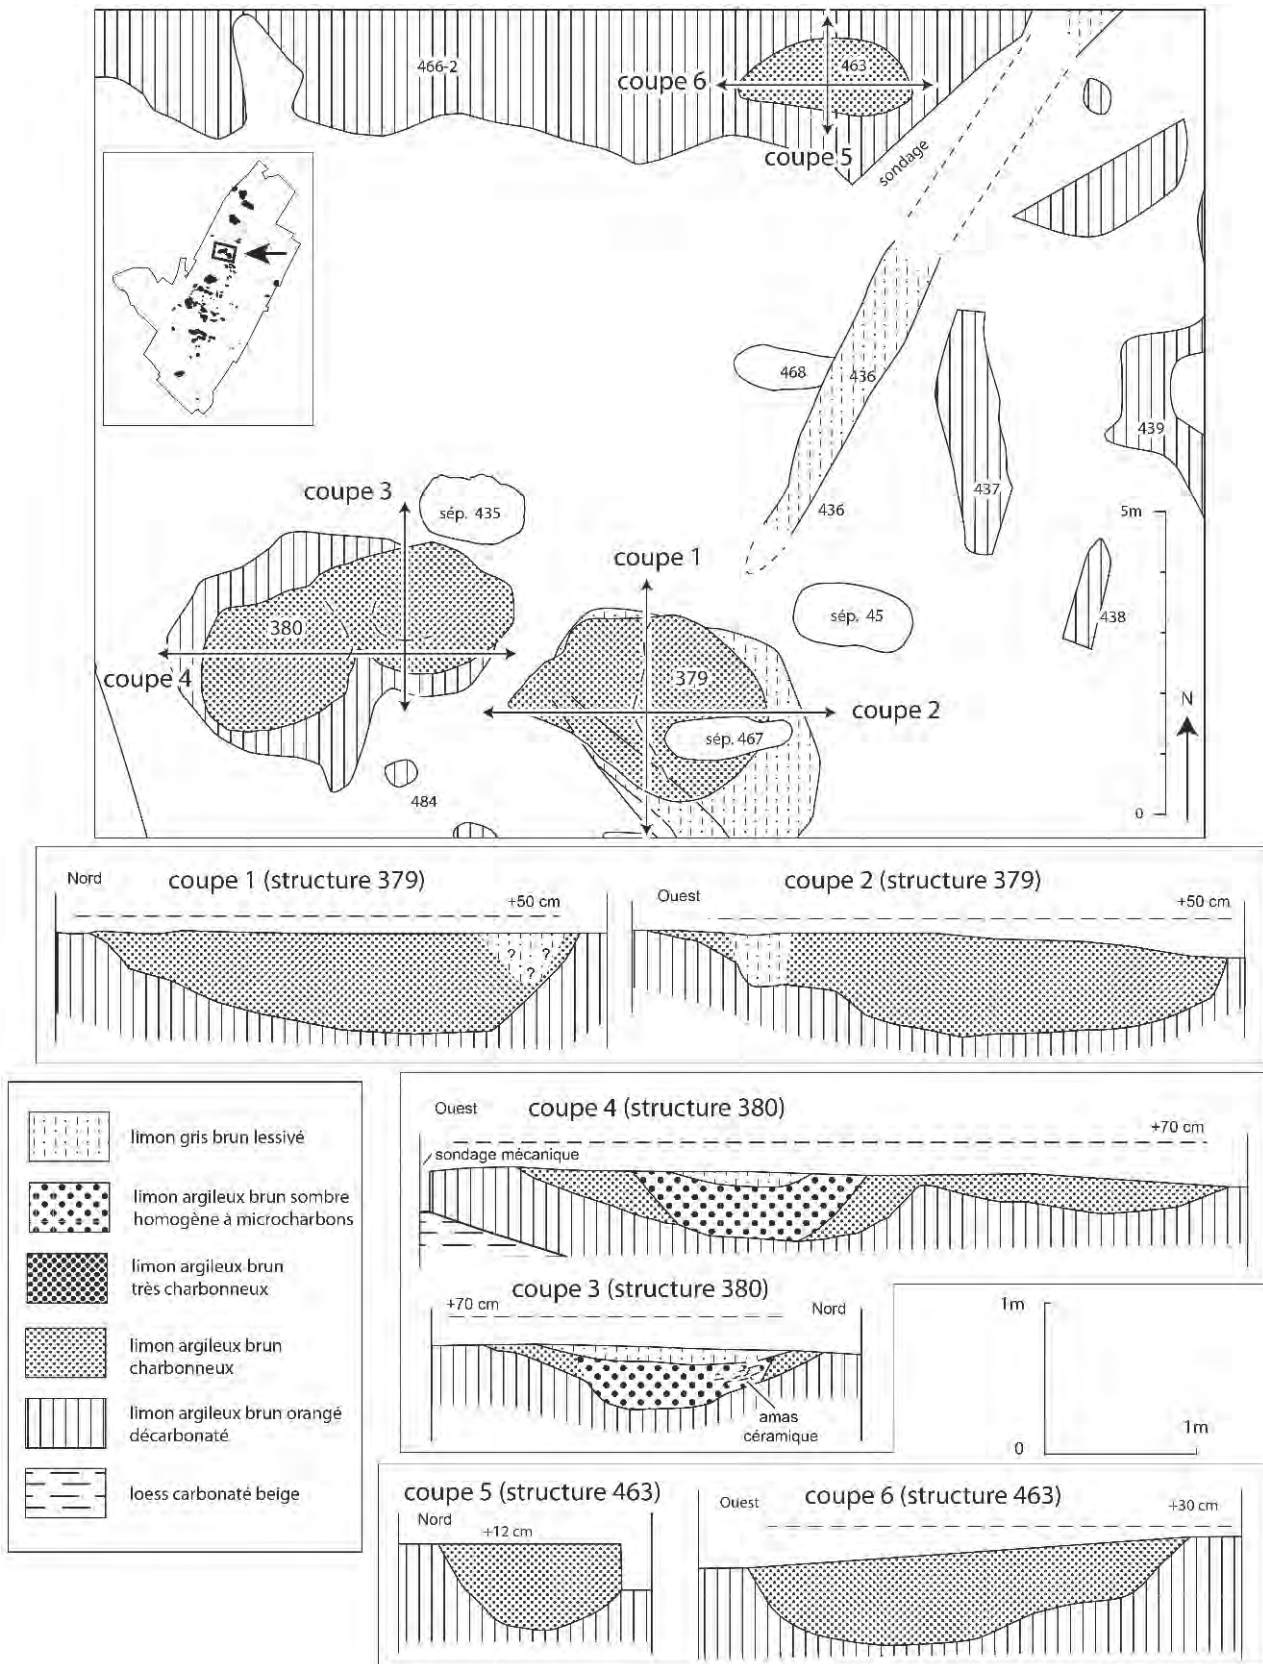 466-2
463
coupe 6
coupe 5
sondage
468
436
439
437
coupe 3
sép. 435
436
5m
coupe 1
380
sép. 45
438
coupe 4
379
N
coupe 2
sép. 467
484
0
Nord
coupe 1 (structure 379)
+50 cm
? ?
?
Ouest
coupe 2 (structure 379)
+50 cm
limon gris brun lessivé
limon argileux brun sombre
homogène à microcharbons
limon argileux brun
très charbonneux
limon argileux brun
charbonneux
limon argileux brun orangé
décarbonaté
loess carbonaté beige
Ouest
coupe 4 (structure 380)
+70 cm
sondage mécanique
coupe 3 (structure 380)
+70 cm
Nord
amas
céramique
1m
1m
0
coupe 5 (structure 463)
Nord
+12 cm
coupe 6 (structure 463)
Ouest
+30 cm